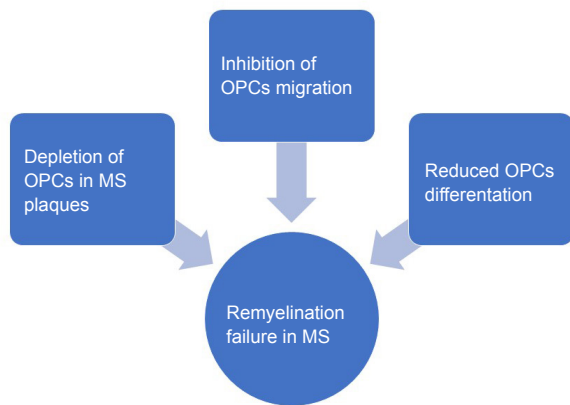 Inhibition of
OPCs migration
Depletion of
OPCs in MS
plaques
Reduced OPCs
differentation
Remyelination
failure in MS